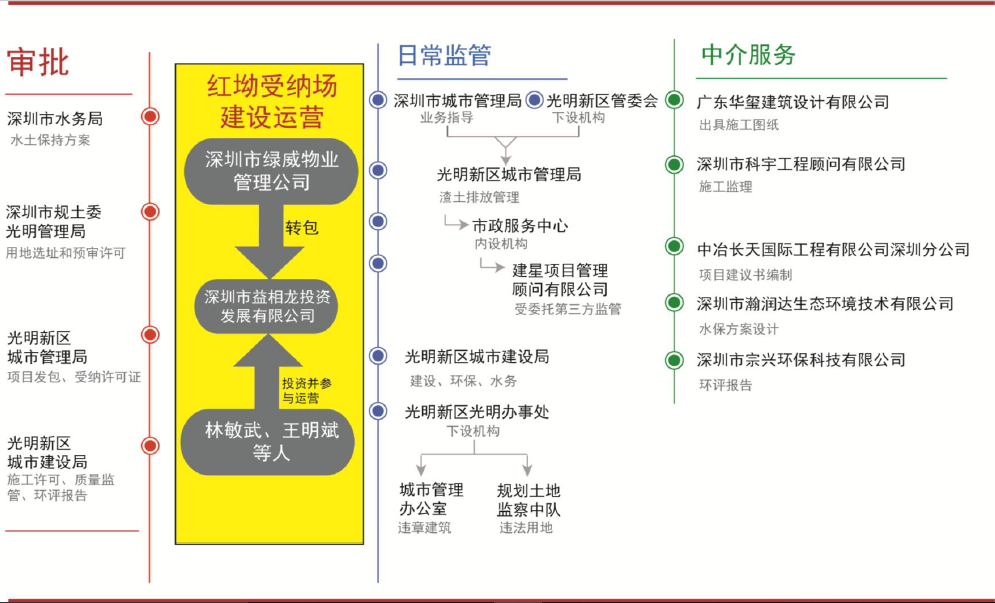 审批
深圳市水务局
水土保持方案
深圳市规土委
光明管理局
用地选址和预审许可
光明新区
城市管理局
项目发包、受纳许可证
光明新区
城市建设局
施工许可、质量监
管、环评报告
红坳受纳场
建设运营
深圳市绿威物业
管理公司
转包
深圳市益相龙投资
发展有限公司
投资并参
与运营
林敏武、王明斌
等人
日常监管
深圳市城市管理局
业务指导
光明新区管委会
下设机构
光明新区城市管理局
渣土排放管理
市政服务中心
内设机构
建星项目管理
顾问有限公司
受委托第三方监管
光明新区城市建设局
建设、环保、水务
光明新区光明办事处
下设机构
城市管理
办公室
违章建筑
规划土地
监察中队
违法用地
中介服务
广东华玺建筑设计有限公司
出具施工图纸
深圳市科宇工程顾问有限公司
施工监理
中冶长天国际工程有限公司深圳分公司
项目建议书编制
深圳市瀚润达生态环境技术有限公司
水保方案设计
深圳市宗兴环保科技有限公司
环评报告